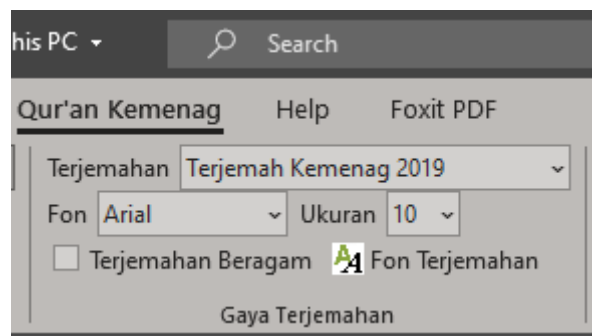 his PC Search
Qur'an Kemenag Help Foxit PDF
Terjemahan Terjemah Kemenag 2019
Fon Arial Ukuran 10
Terjemahan Beragam AA Fon Terjemahan
Gaya Terjemahan